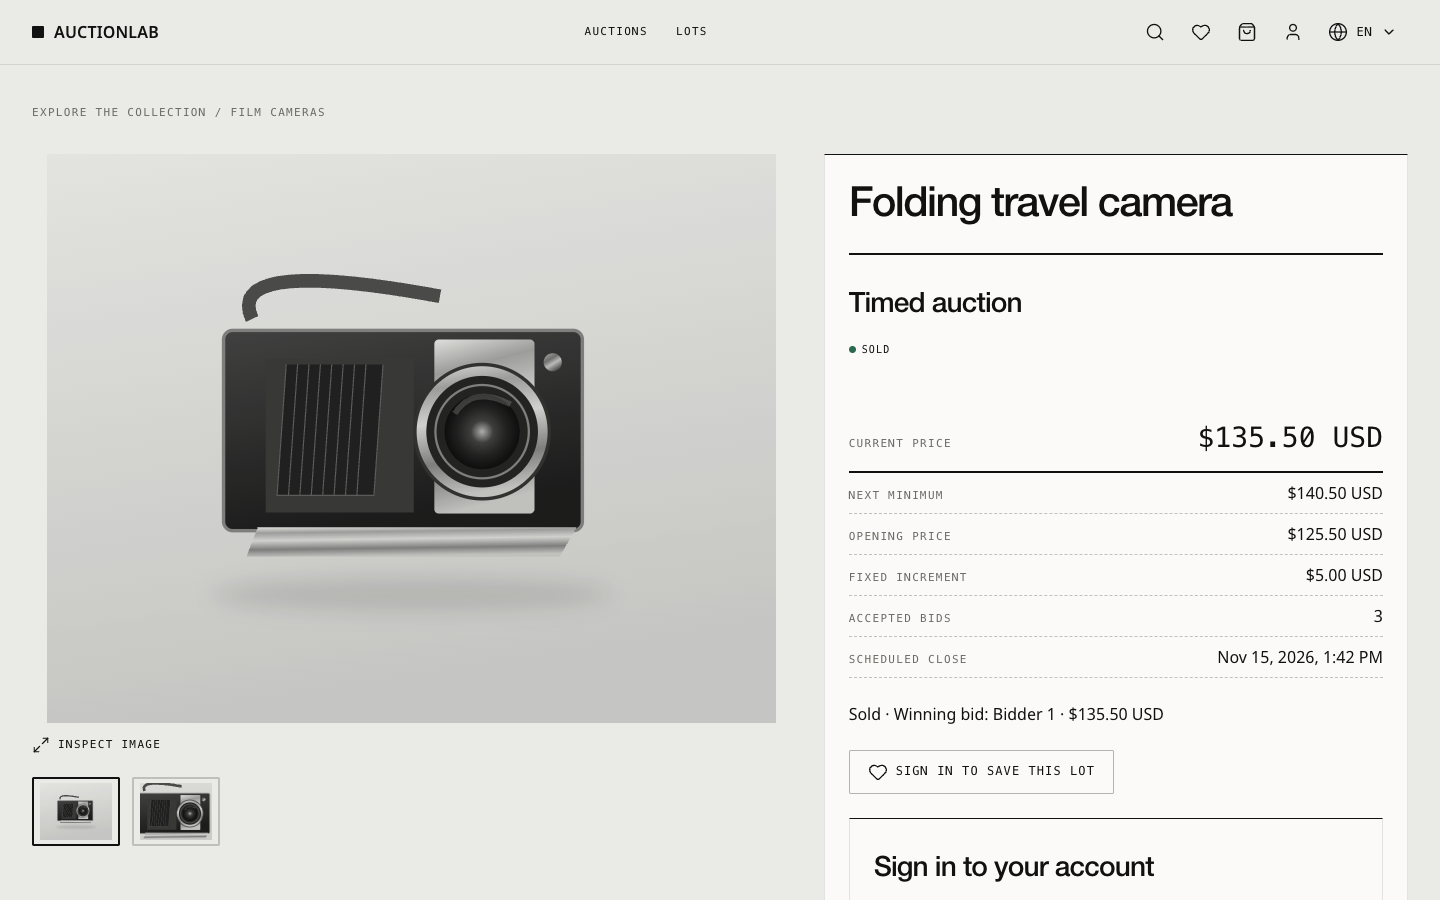 AUCTIONLAB
AUCTIONS LOTS
EN
EXPLORE THE COLLECTION / FILM CAMERAS
INSPECT IMAGE
Folding travel camera
Timed auction
SOLD
CURRENT PRICE $135.50 USD
NEXT MINIMUM $140.50 USD
OPENING PRICE $125.50 USD
FIXED INCREMENT $5.00 USD
ACCEPTED BIDS 3
SCHEDULED CLOSE Nov 15, 2026, 1:42 PM
Sold · Winning bid: Bidder 1 · $135.50 USD
SIGN IN TO SAVE THIS LOT
Sign in to your account